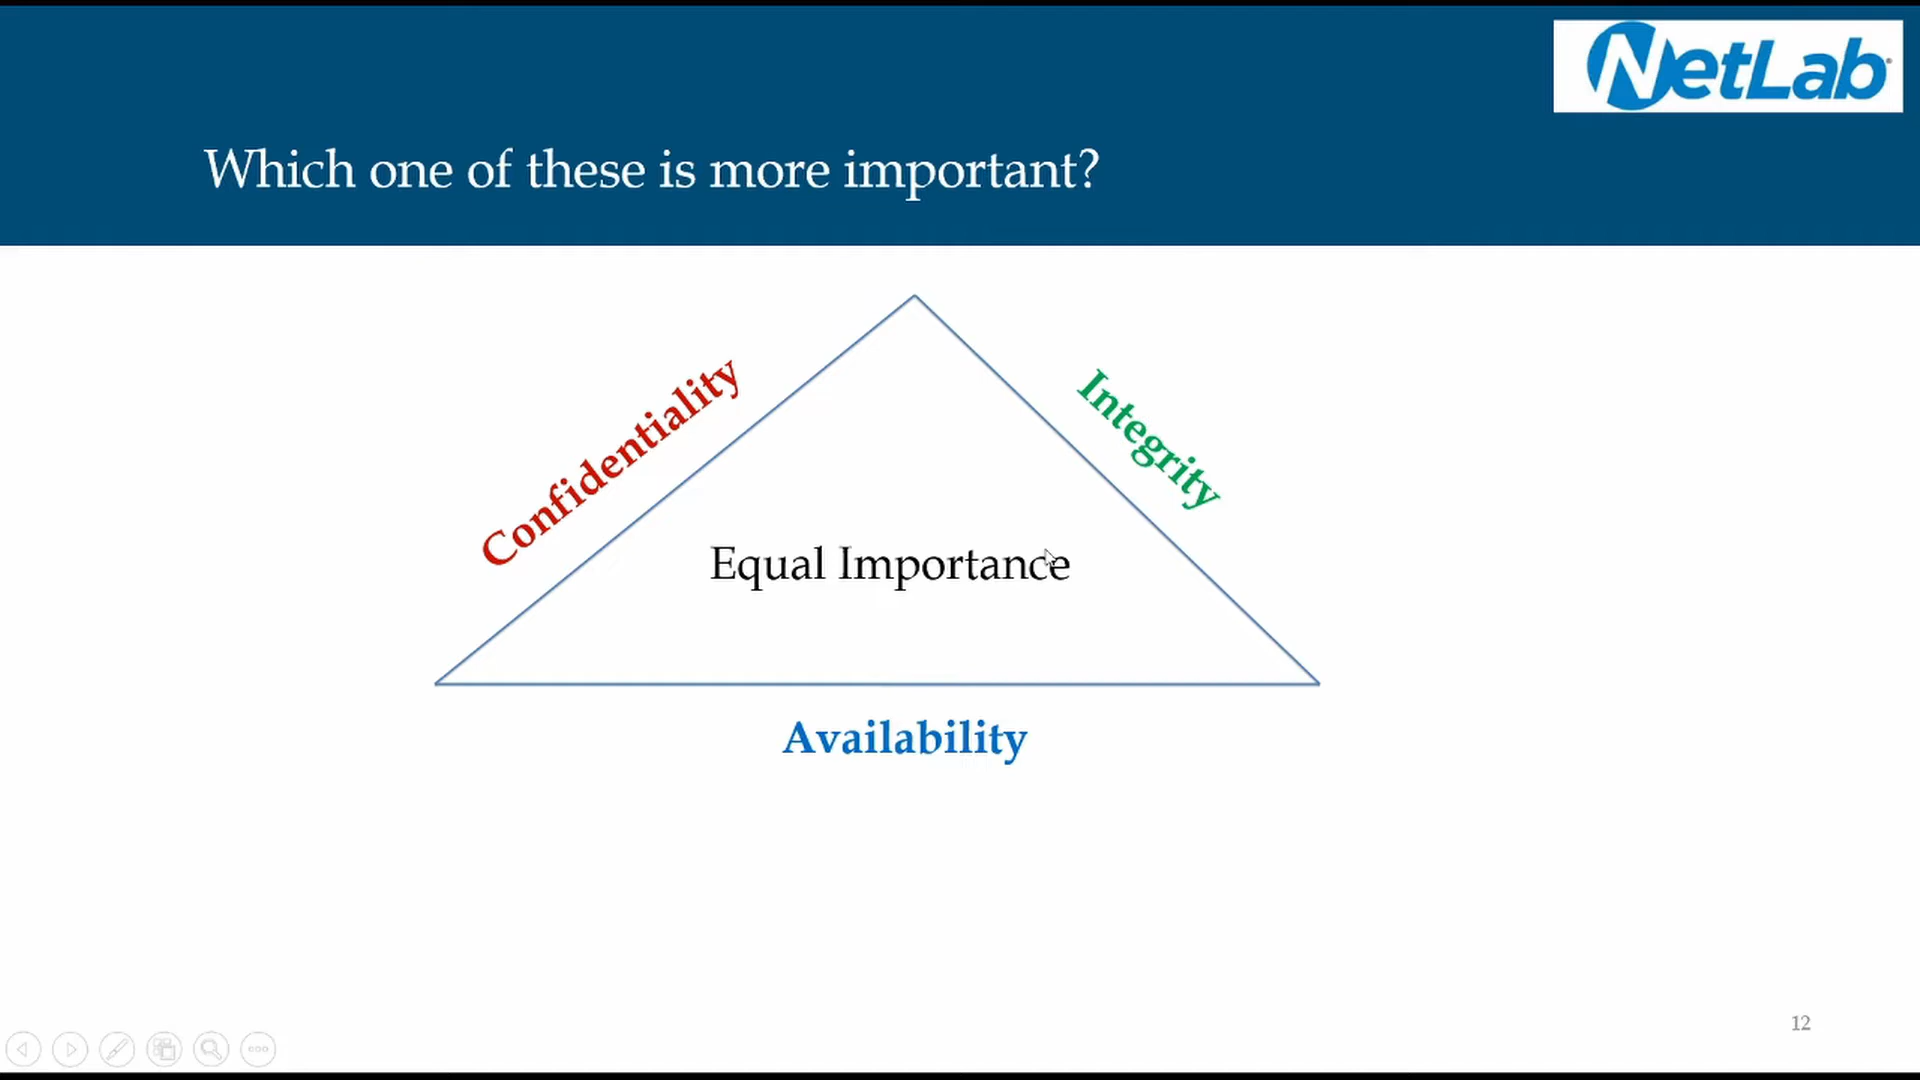 NetLab
Which one of these is more important?
Confidentiality
Integrity
Equal Importance
Availability
12